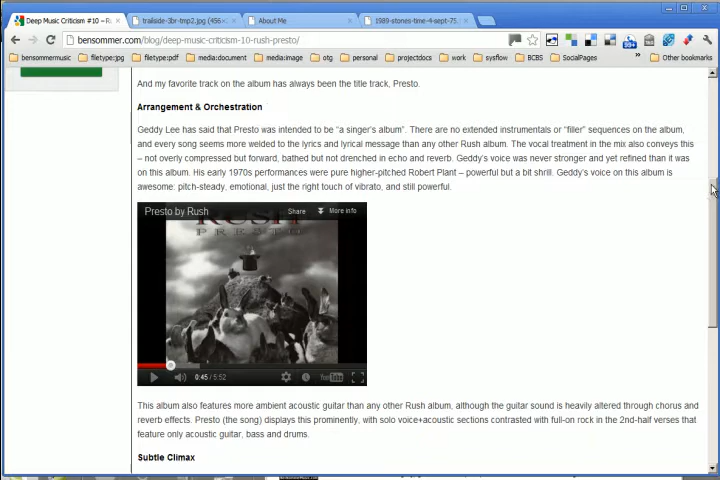 Deep Music Criticism #10 – R
trailside-3br-tmp2.jpg (456×
About Me
1989-stones-time-4-sept-75.
bensommer.com/blog/deep-music-criticism-10-rush-presto/
bensommermusic filetype:jpg filetype:pdf media:document media:image otg personal projectdocs work sysflow BCBS SocialPages » Other bookmarks
And my favorite track on the album has always been the title track, Presto.
Arrangement & Orchestration
Geddy Lee has said that Presto was intended to be “a singer’s album”. There are no extended instrumentals or “filler” sequences on the album,
and every song seems more welded to the lyrics and lyrical message than any other Rush album. The vocal treatment in the mix also conveys this
– not overly compressed but forward, bathed but not drenched in echo and reverb. Geddy’s voice was never stronger and yet refined than it was
on this album. His early 1970s performances were pure higher-pitched Robert Plant – powerful but a bit shrill. Geddy’s voice on this album is
awesome: pitch-steady, emotional, just the right touch of vibrato, and still powerful.
Presto by Rush Share More info
RUSH
PRESTO
0:45 / 5:52 YouTube
This album also features more ambient acoustic guitar than any other Rush album, although the guitar sound is heavily altered through chorus and
reverb effects. Presto (the song) displays this prominently, with solo voice+acoustic sections contrasted with full-on rock in the 2nd-half verses that
feature only acoustic guitar, bass and drums.
Subtle Climax